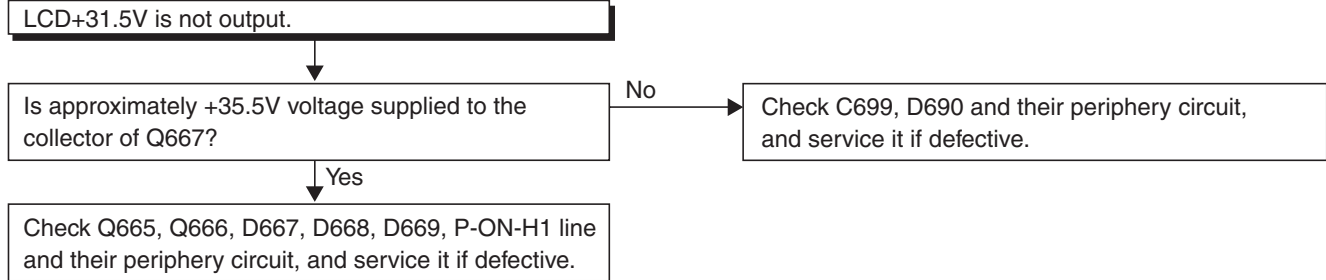 LCD+31.5V is not output.
Is approximately +35.5V voltage supplied to the
collector of Q667?
No
Check C699, D690 and their periphery circuit,
and service it if defective.
Yes
Check Q665, Q666, D667, D668, D669, P-ON-H1 line
and their periphery circuit, and service it if defective.